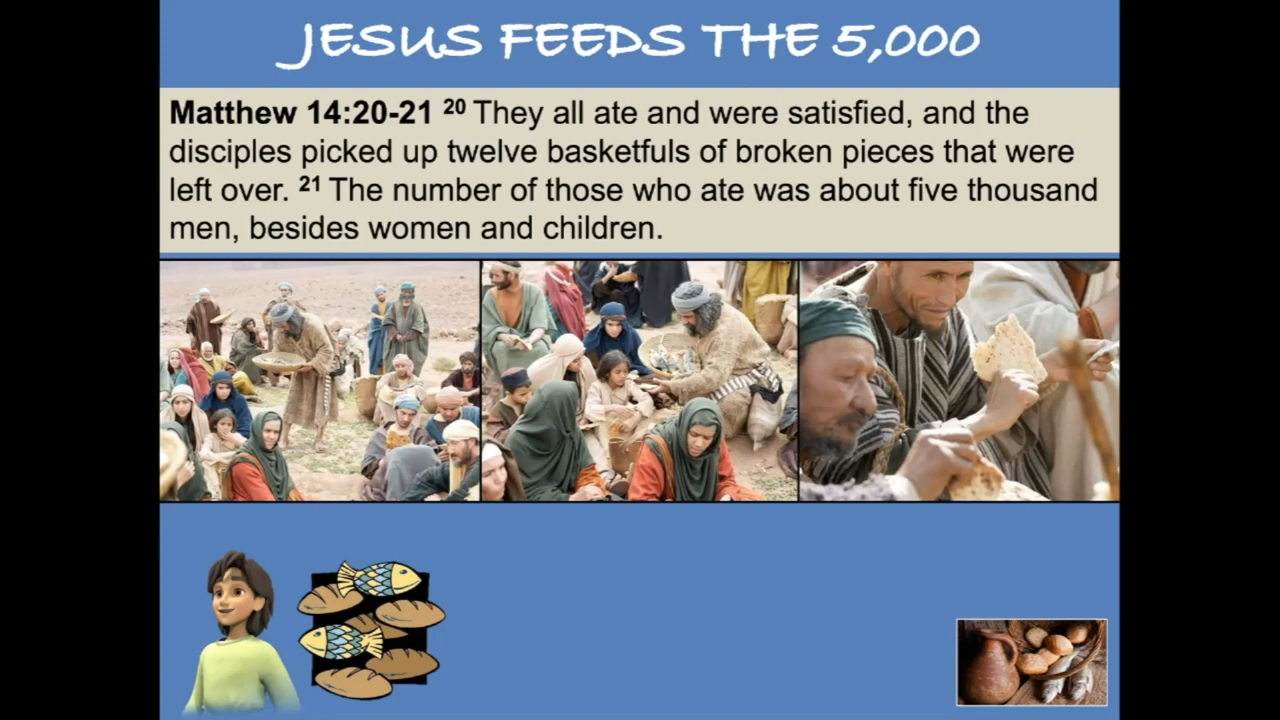 JESUS FEEDS THE 5,000
Matthew 14:20-21 20 They all ate and were satisfied, and the
disciples picked up twelve basketfuls of broken pieces that were
left over. 21 The number of those who ate was about five thousand
men, besides women and children.